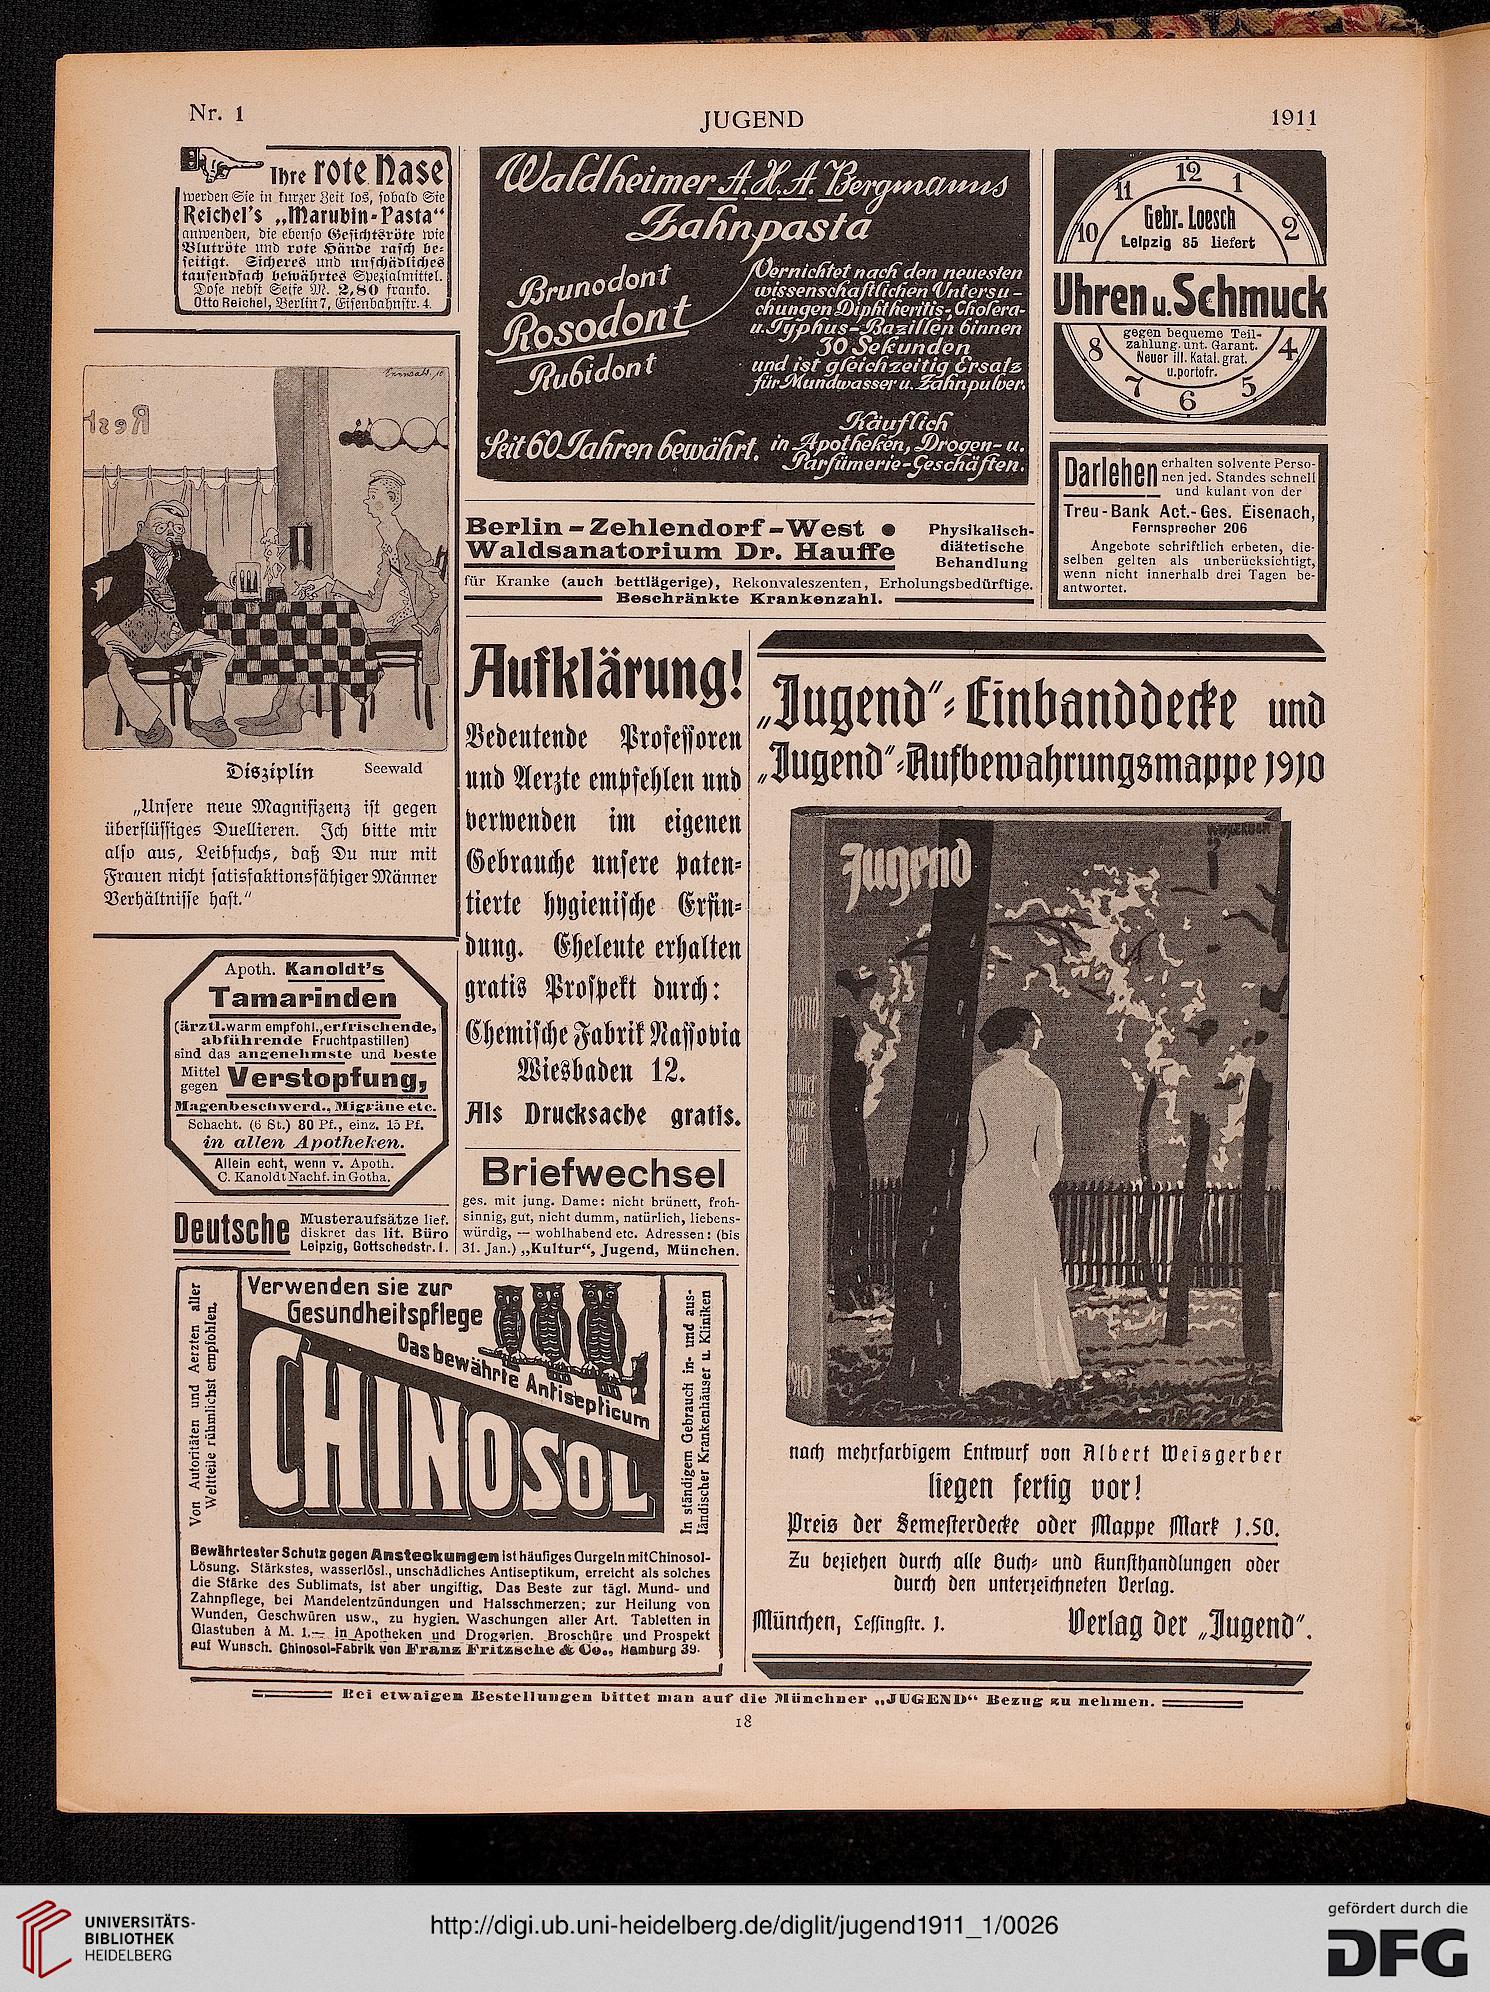 Nr. 1
JUGEND
1911
Ihre rote Nase
werden Sie in kurzer Zeit los, sobald Sie
Reichel's „Marubin-Pasta“
anwenden, die ebenso Gesichtsröte wie
Blutröte und rote Hände rasch be-
seitigt. Sicheres und unschädliches
tausendfach bewährtes Spezialmittel.
Dose nebst Seife M. 2,80 franko.
Otto Reichel, Berlin 7, Eisenbahnstr. 4.
Waldheimer A.H.A. Bergmanns
Zahnpasta
Brunodont
Rosodont
Rubidont
Vernichtet nach den neuesten
wissenschaftlichen Untersu-
chungen Diphtheritis-, Cholera-
u. Typhus-Bazillen binnen
30 Sekunden
und ist gleichzeitig Ersatz
für Mundwasser u. Zahnpulver.
Seit 60 Jahren bewährt.
Käuflich
in Apotheken, Drogen- u.
Parfümerie-Geschäften.
12
11 1
10 2
Gebr. Loesch
Leipzig 85 liefert
Uhren u. Schmuck
gegen bequeme Teil-
zahlung. unt. Garant.
Neuer ill. Katal. grat.
u. portofr.
8 4
7 5
6
Darlehen erhalten solvente Perso-
nen jed. Standes schnell
und kulant von der
Treu-Bank Act.-Ges. Eisenach,
Fernsprecher 206
Angebote schriftlich erbeten, die-
selben gelten als unberücksichtigt,
wenn nicht innerhalb drei Tagen be-
antwortet.
Berlin-Zehlendorf-West •
Waldsanatorium Dr. Hauffe
Physikalisch-
diätetische
Behandlung
für Kranke (auch bettlägerige), Rekonvaleszenten, Erholungsbedürftige.
Beschränkte Krankenzahl.
Disziplin
Seewald
„Unsere neue Magnifizenz ist gegen
überflüssiges Duellieren. Ich bitte mir
also aus, Leibfuchs, daß Du nur mit
Frauen nicht satisfaktionsfähiger Männer
Verhältnisse hast.“
Apoth. Kanoldt's
Tamarinden
(ärztl. warm empfohl., erfrischende,
abführende Fruchtpastillen)
sind das angenehmste und beste
Mittel gegen Verstopfung,
Magenbeschwerd., Migräne etc.
Schacht. (6 St.) 80 Pf., einz. 15 Pf.
in allen Apotheken.
Allein echt, wenn v. Apoth.
C. Kanoldt Nachf. in Gotha.
Deutsche Musteraufsätze lief.
diskret das lit. Büro
Leipzig, Gottschedstr. I.
Aufklärung!
Bedeutende Professoren
und Aerzte empfehlen und
verwenden im eigenen
Gebrauche unsere paten-
tierte hygienische Erfin-
dung. Eheleute erhalten
gratis Prospekt durch:
Chemische Fabrik Nassovia
Wiesbaden 12.
Als Drucksache gratis.
Briefwechsel
ges. mit jung. Dame: nicht brünett, froh-
sinnig, gut, nicht dumm, natürlich, liebens-
würdig, — wohlhabend etc. Adressen: (bis
31. Jan.) „Kultur“, Jugend, München.
Von Autoritäten und Aerzten aller
Weltteile rühmlichst empfohlen.
Verwenden sie zur
Gesundheitspflege
Das bewährte Antisepticum
CHINOSOL
In ständigem Gebrauch in- und aus-
ländischer Krankenhäuser u. Kliniken
Bewährtester Schutz gegen Ansteckungen ist häufiges Gurgeln mit Chinosol-
Lösung. Stärkstes, wasserlösl., unschädliches Antiseptikum, erreicht als solches
die Stärke des Sublimats, ist aber ungiftig. Das Beste zur tägl. Mund- und
Zahnpflege, bei Mandelentzündungen und Halsschmerzen; zur Heilung von
Wunden, Geschwüren usw., zu hygien. Waschungen aller Art. Tabletten in
Glastuben à M. 1.— in Apotheken und Drogerien. Broschüre und Prospekt
auf Wunsch. Chinosol-Fabrik von Franz Fritzsche & Co., Hamburg 39.
„Jugend“-Einbanddecke und
„Jugend“-Aufbewahrungsmappe 1910
Jugend
1910
nach mehrfarbigem Entwurf von Albert Weisgerber
liegen fertig vor!
Preis der Semesterdecke oder Mappe Mark 1.50.
Zu beziehen durch alle Buch- und Kunsthandlungen oder
durch den unterzeichneten Verlag.
München, Lessingstr. 1.
Verlag der „Jugend“.
Bei etwaigen Bestellungen bittet man auf die Münchner „JUGEND“ Bezug zu nehmen.
18
UNIVERSITÄTS-
BIBLIOTHEK
HEIDELBERG
http://digi.ub.uni-heidelberg.de/diglit/jugend1911_1/0026
gefördert durch die
DFG